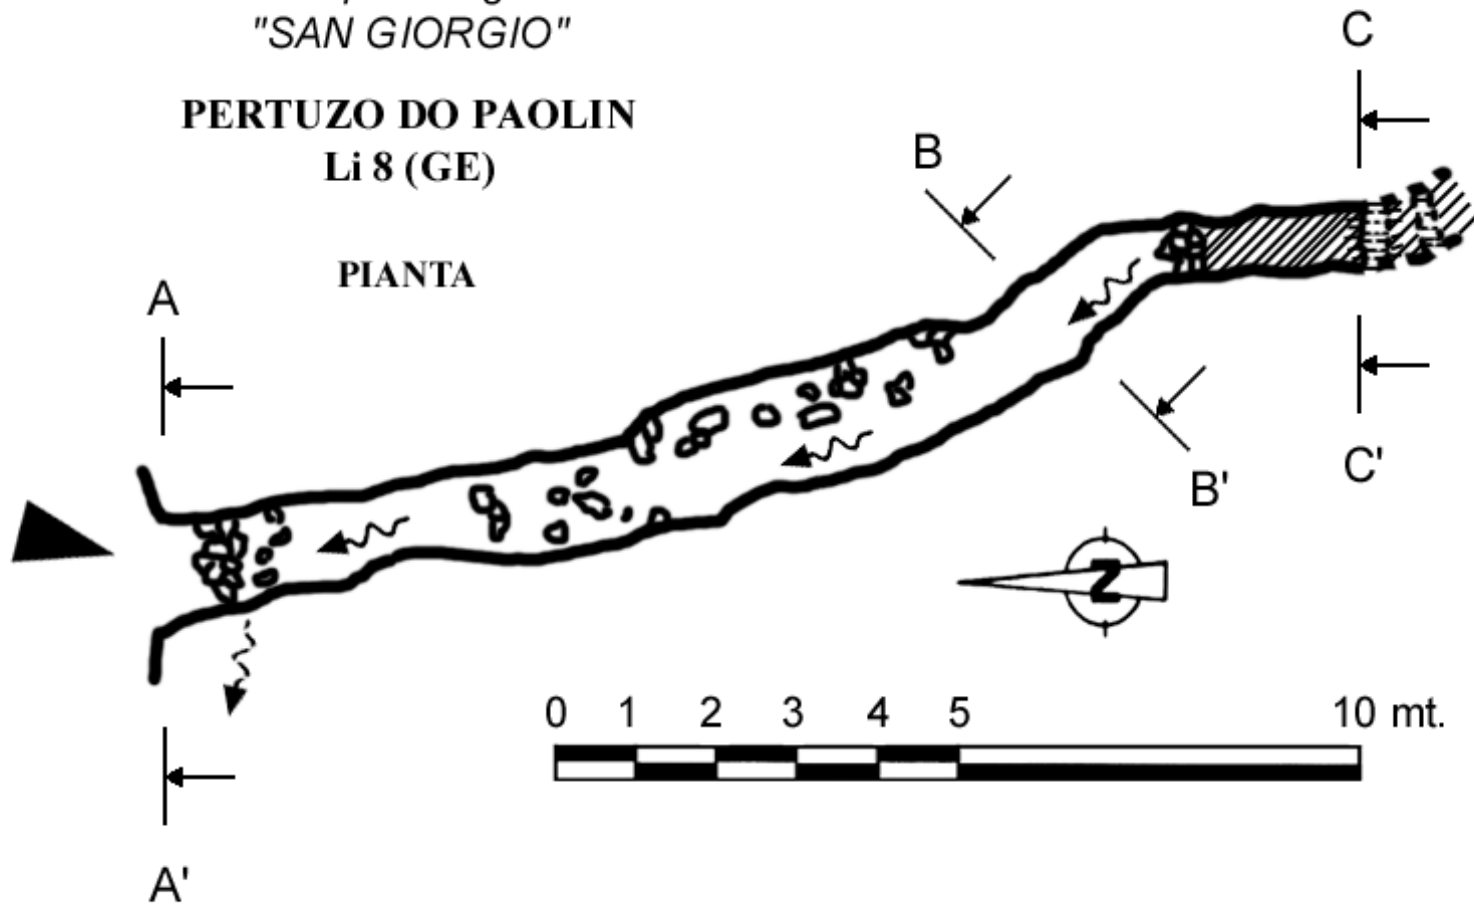 "SAN GIORGIO"
PERTUZO DO PAOLIN
Li 8 (GE)
PIANTA
A
B
C
B'
C'
N
0 1 2 3 4 5 10 mt.
A'